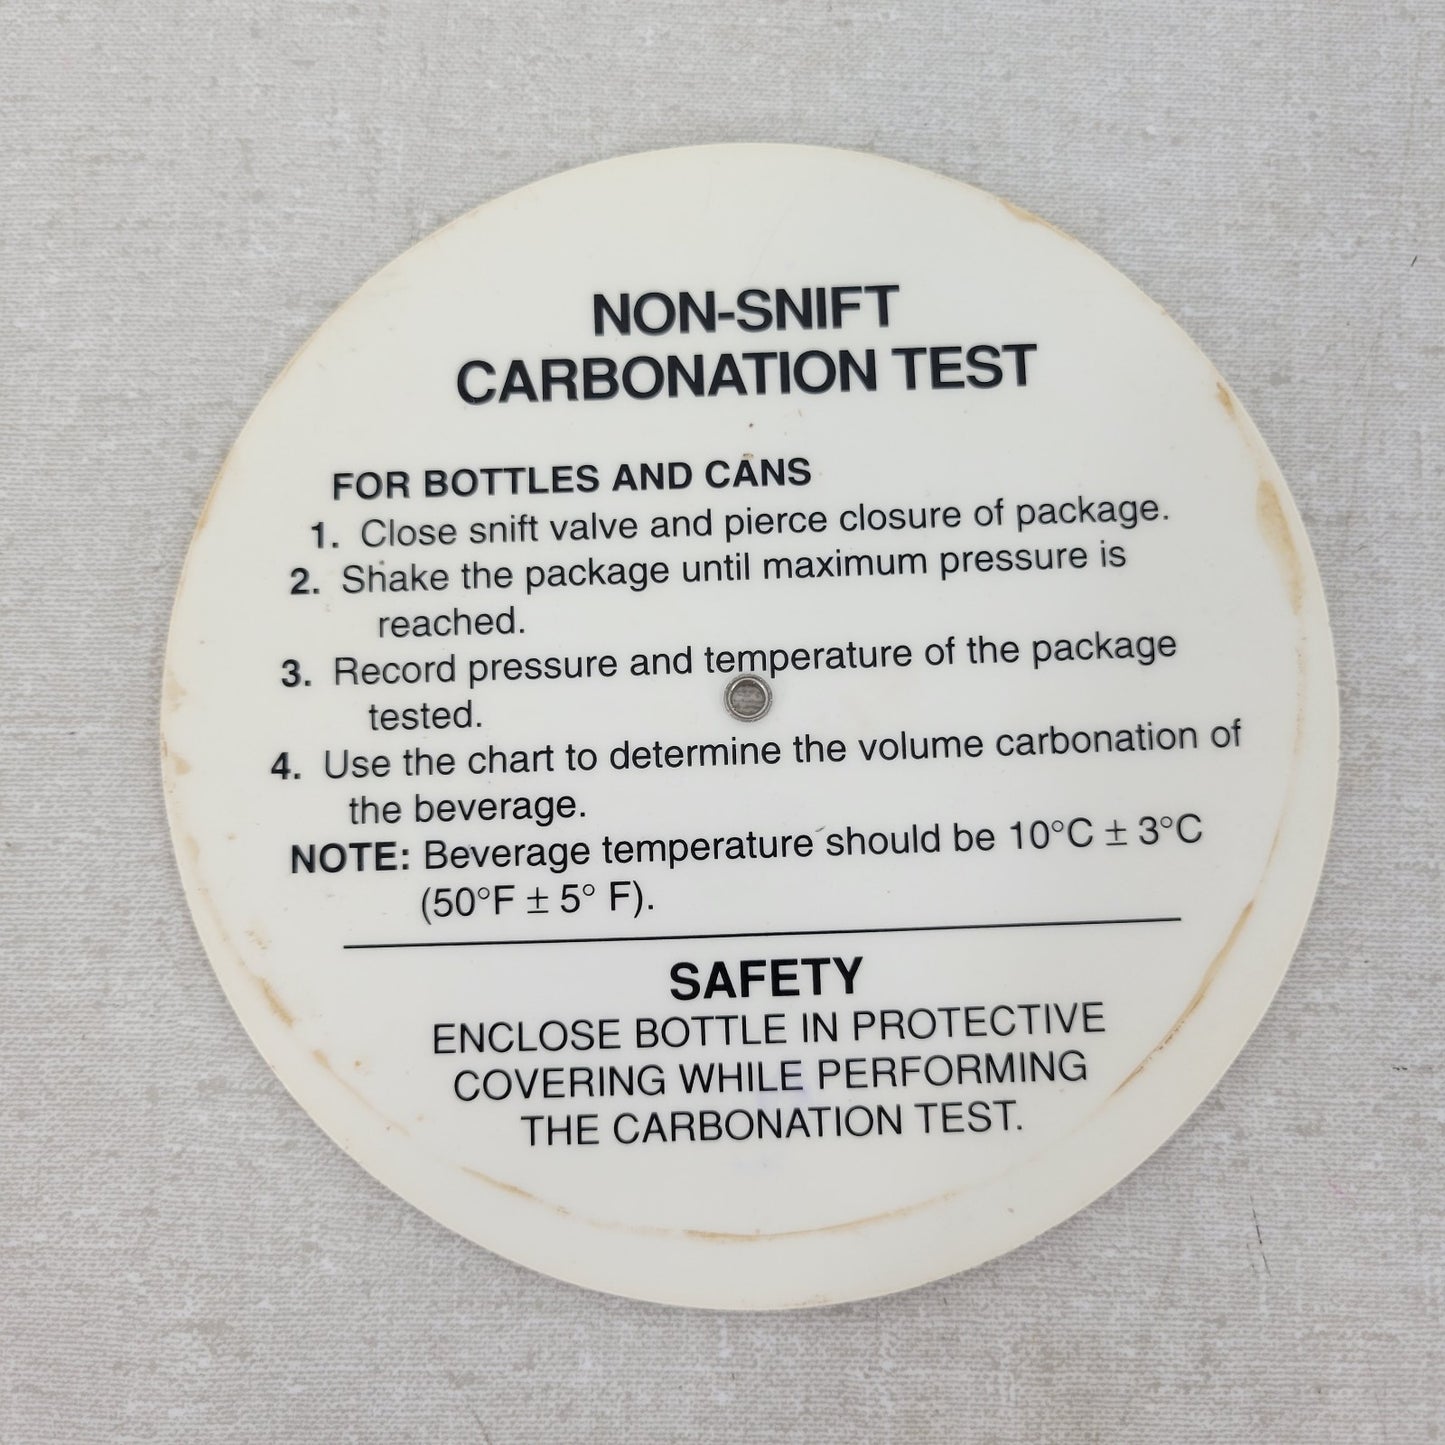 NON-SNIFT
CARBONATION TEST
FOR BOTTLES AND CANS
1. Close snift valve and pierce closure of package.
2. Shake the package until maximum pressure is
reached.
3. Record pressure and temperature of the package
tested.
4. Use the chart to determine the volume carbonation of
the beverage.
NOTE: Beverage temperature should be 10°C ± 3°C
(50°F ± 5° F).
SAFETY
ENCLOSE BOTTLE IN PROTECTIVE
COVERING WHILE PERFORMING
THE CARBONATION TEST.